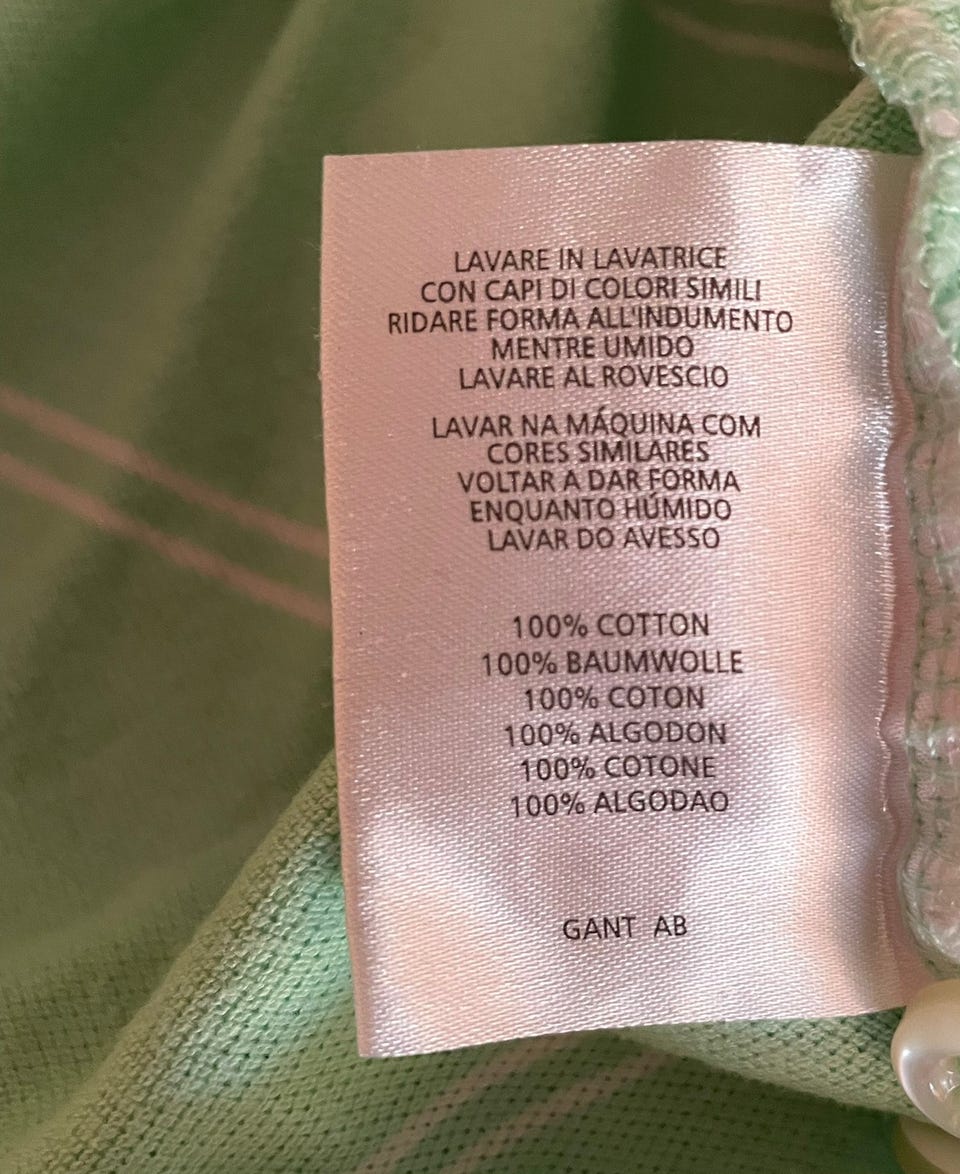 LAVARE IN LAVATRICE
CON CAPI DI COLORI SIMILI
RIDARE FORMA ALL'INDUMENTO
MENTRE UMIDO
LAVARE AL ROVESCIO
LAVAR NA MÁQUINA COM
CORES SIMILARES
VOLTAR A DAR FORMA
ENQUANTO HÚMIDO
LAVAR DO AVESSO
100% COTTON
100% BAUMWOLLE
100% COTON
100% ALGODON
100% COTONE
100% ALGODAO
GANT AB